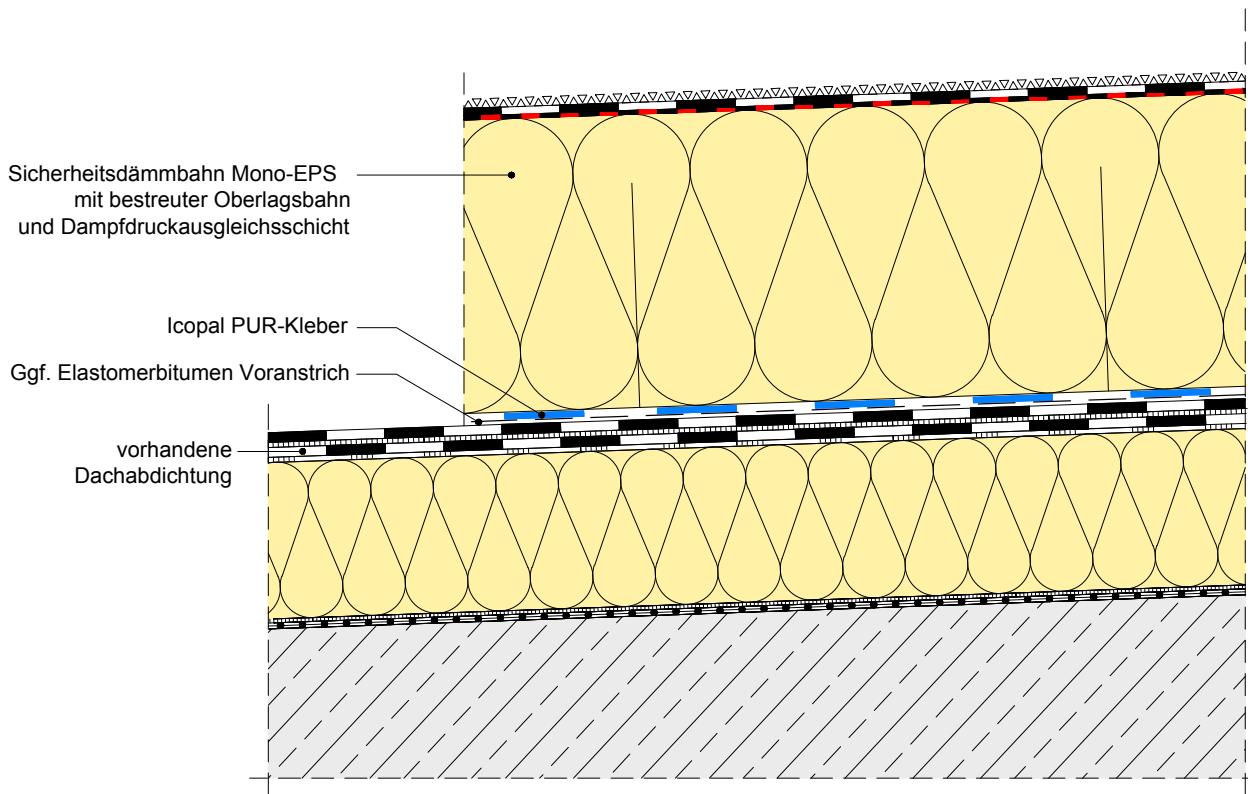 Sicherheitsdämmbahn Mono-EPS
mit bestreuter Oberlagsbahn
und Dampfdruckausgleichsschicht
Icopal PUR-Kleber
Ggf. Elastomerbitumen Voranstrich
vorhandene
Dachabdichtung